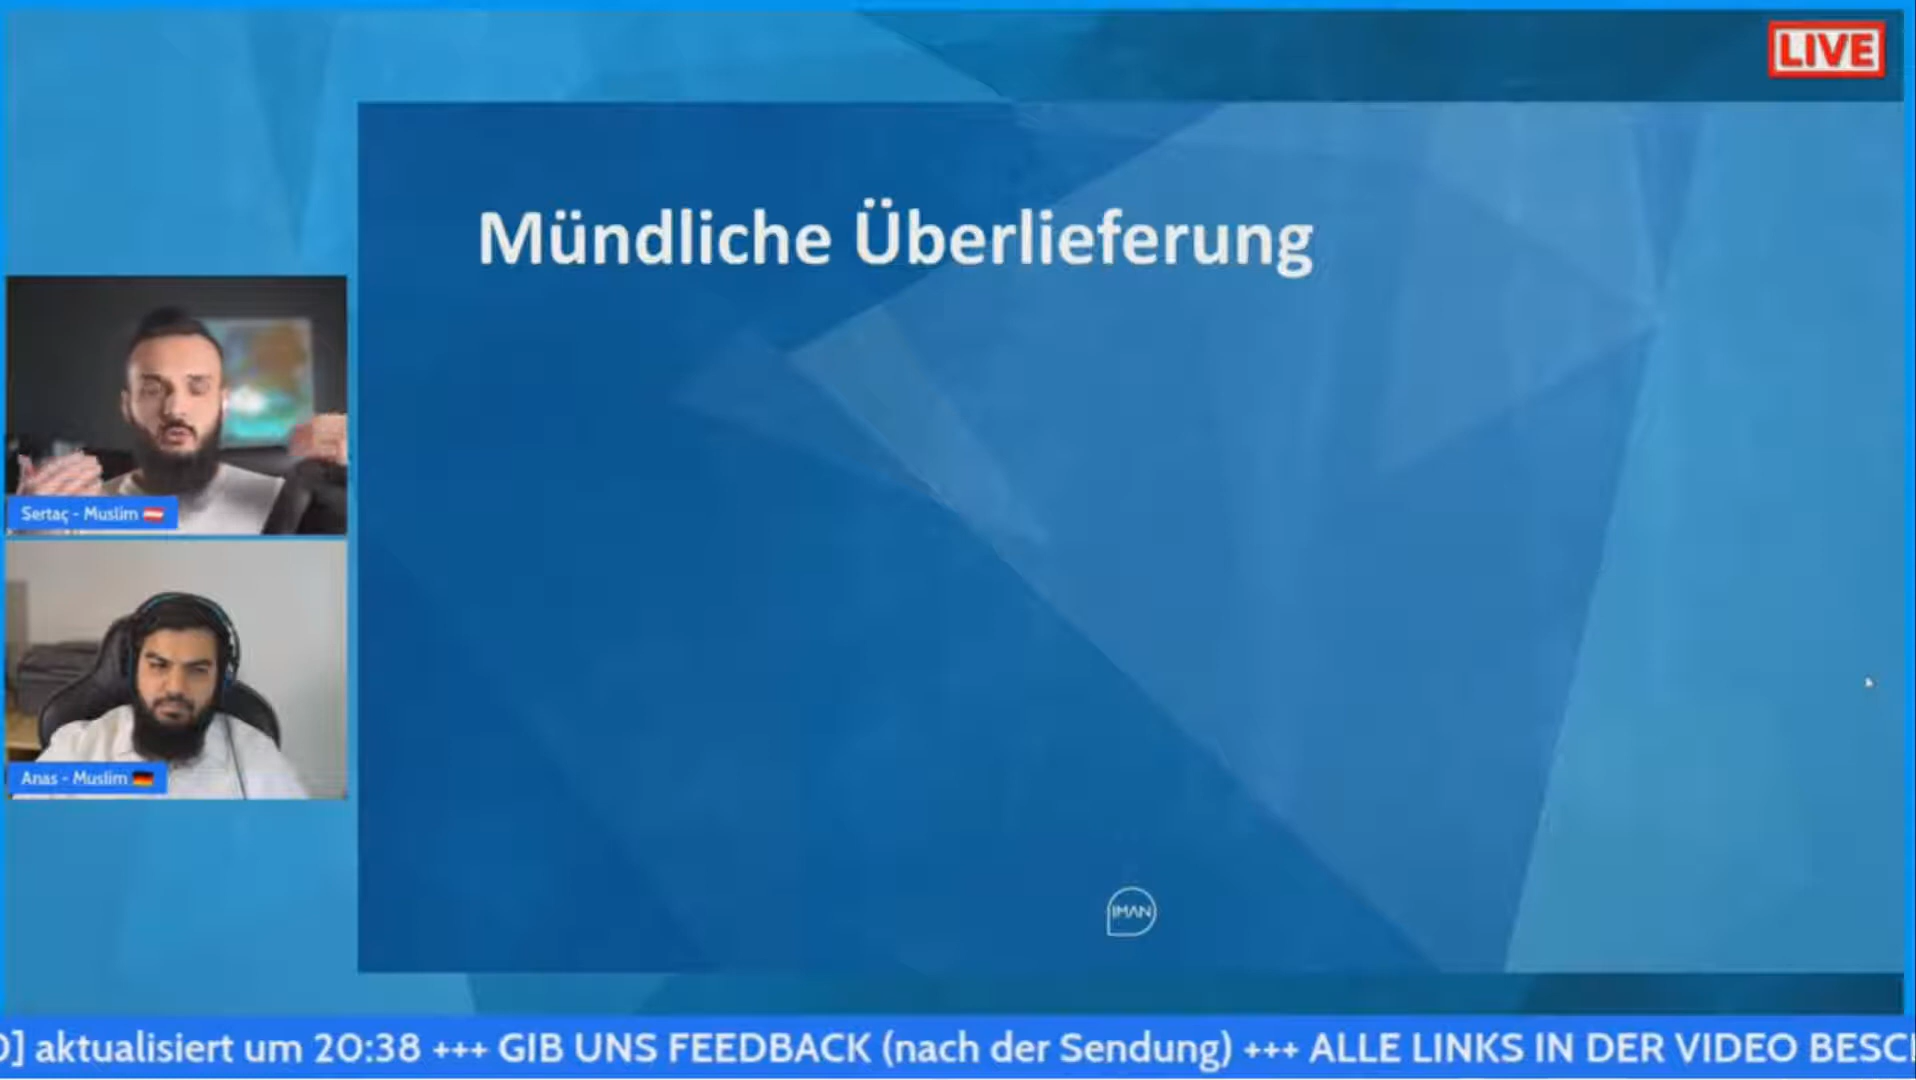 LIVE
Mündliche Überlieferung
Sertaç - Muslim
Anas - Muslim
IMAN
] aktualisiert um 20:38 +++ GIB UNS FEEDBACK (nach der Sendung) +++ ALLE LINKS IN DER VIDEO